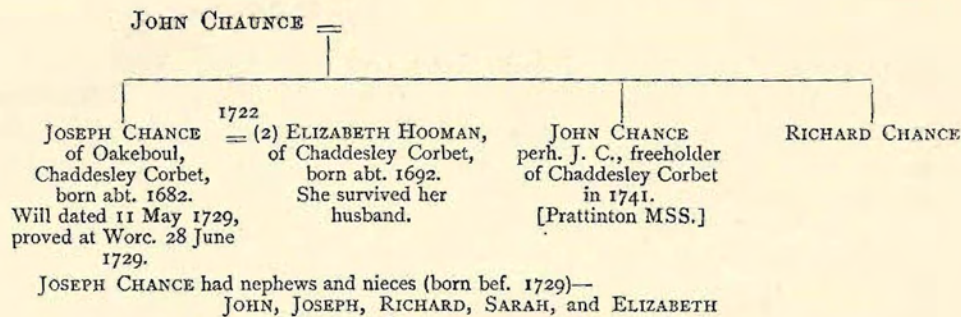 JOHN CHAUNCE =
1722
JOSEPH CHANCE
of Oakeboul,
Chaddesley Corbet,
born abt. 1682.
Will dated 11 May 1729,
proved at Worc. 28 June
1729.
= (2) ELIZABETH HOOMAN,
of Chaddesley Corbet,
born abt. 1692.
She survived her
husband.
JOHN CHANCE
perh. J. C., freeholder
of Chaddesley Corbet
in 1741.
[Prattinton MSS.]
RICHARD CHANCE
JOSEPH CHANCE had nephews and nieces (born bef. 1729)—
JOHN, JOSEPH, RICHARD, SARAH, and ELIZABETH